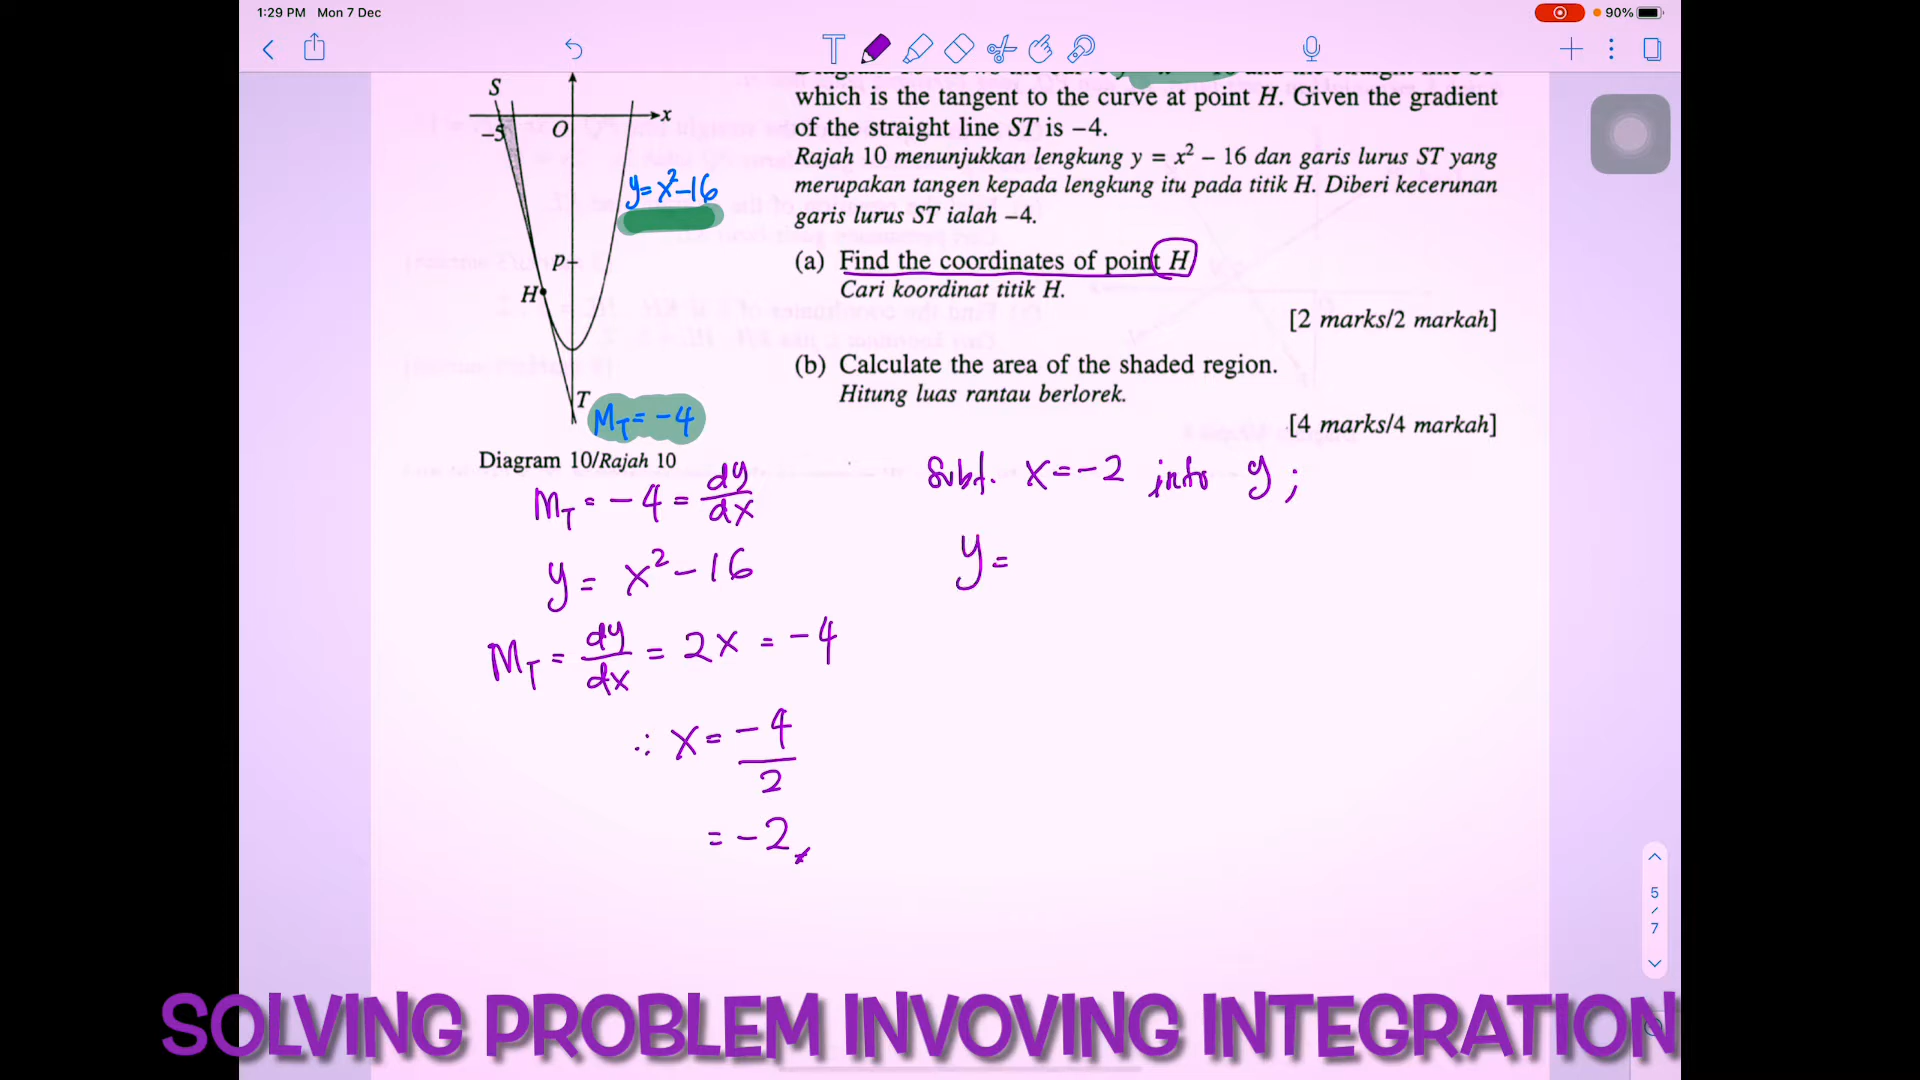 1:29 PM Mon 7 Dec
90%
T
S
x
-5
O
y = x² - 16
P
H
T
M_T = -4
Diagram 10/Rajah 10
which is the tangent to the curve at point H. Given the gradient
of the straight line ST is -4.
Rajah 10 menunjukkan lengkung y = x² - 16 dan garis lurus ST yang
merupakan tangen kepada lengkung itu pada titik H. Diberi kecerunan
garis lurus ST ialah -4.
(a) Find the coordinates of point H
Cari koordinat titik H.
[2 marks/2 markah]
(b) Calculate the area of the shaded region.
Hitung luas rantau berlorek.
[4 marks/4 markah]
M_T = -4 = dy/dx
y = x² - 16
M_T = dy/dx = 2x = -4
∴ x = -4/2
= -2
Subt. x = -2 into y ;
y =
5
/
7
SOLVING PROBLEM INVOVING INTEGRATION